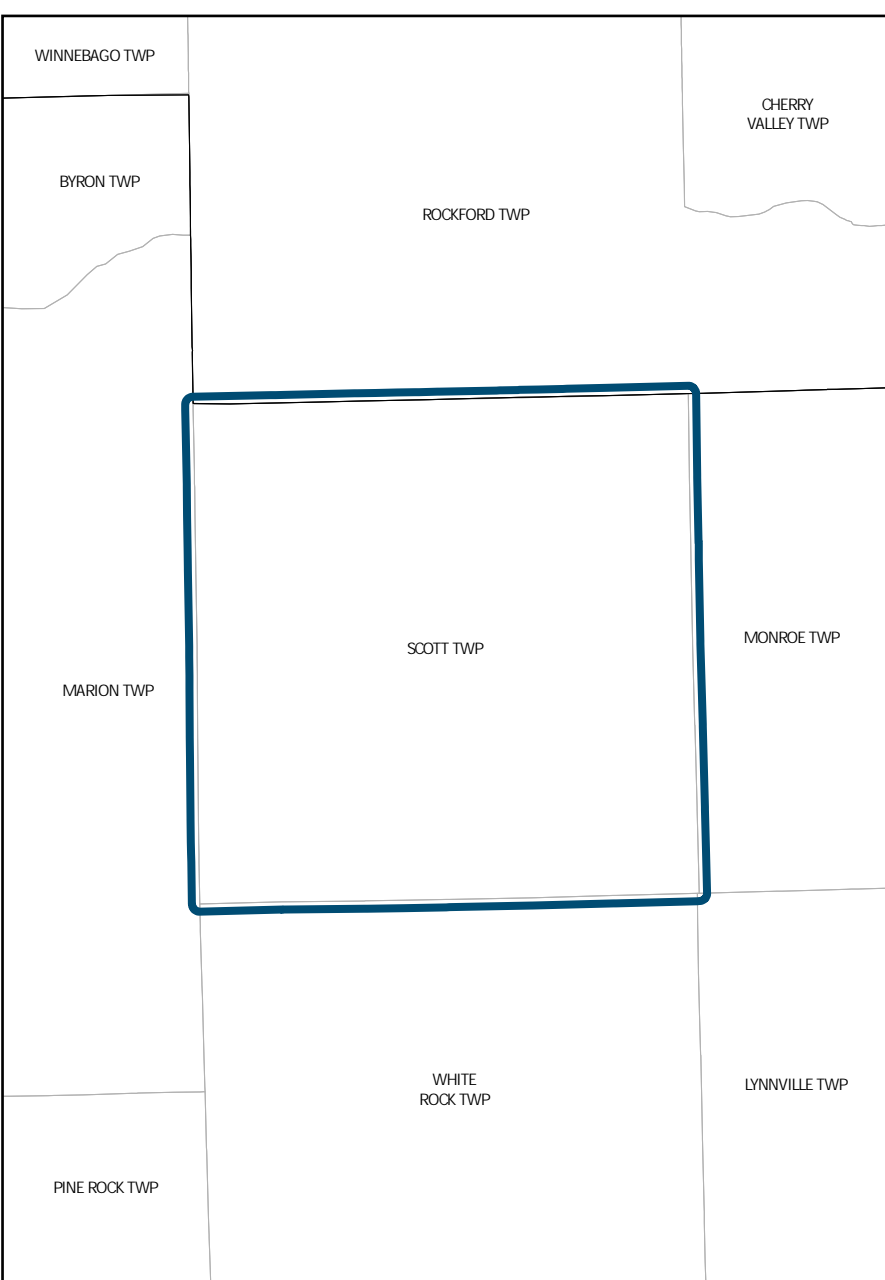 WINNEBAGO TWP
CHERRY
VALLEY TWP
BYRON TWP
ROCKFORD TWP
SCOTT TWP
MONROE TWP
MARION TWP
WHITE
ROCK TWP
LYNNVILLE TWP
PINE ROCK TWP